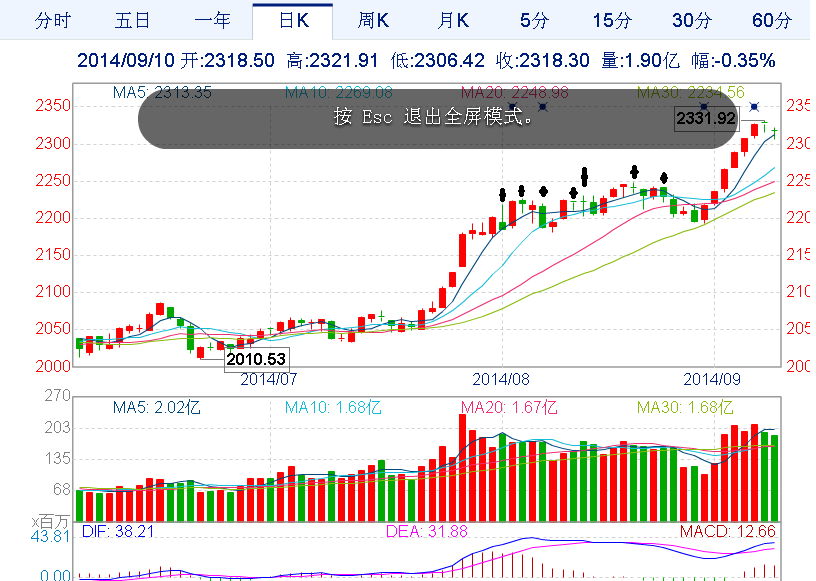 分时 五日 一年 日K 周K 月K 5分 15分 30分 60分
2014/09/10 开:2318.50 高:2321.91 低:2306.42 收:2318.30 量:1.90亿 幅:-0.35%
MA5: 2313.35 MA10: 2269.08 MA20: 2248.98 MA30: 2234.56
按 Esc 退出全屏模式。
2350
2331.92
2300
2250
2200
2150
2100
2050
2010.53
2000
2014/07 2014/08 2014/09
270
MA5: 2.02亿 MA10: 1.68亿 MA20: 1.67亿 MA30: 1.68亿
203
135
68
x百万
DIF: 38.21 DEA: 31.88 MACD: 12.66
43.81
0.00